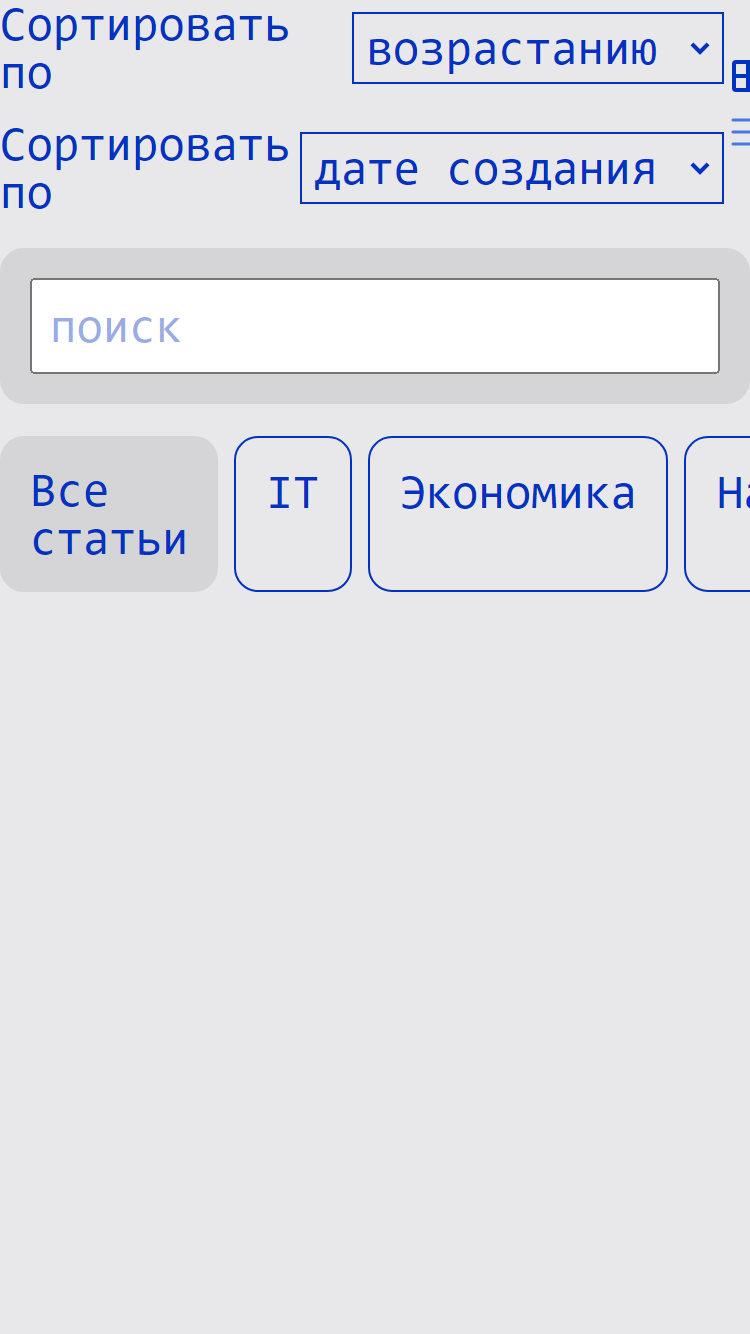 Сортировать
по
возрастанию
Сортировать
по
дате создания
поиск
Все
статьи
IT
Экономика